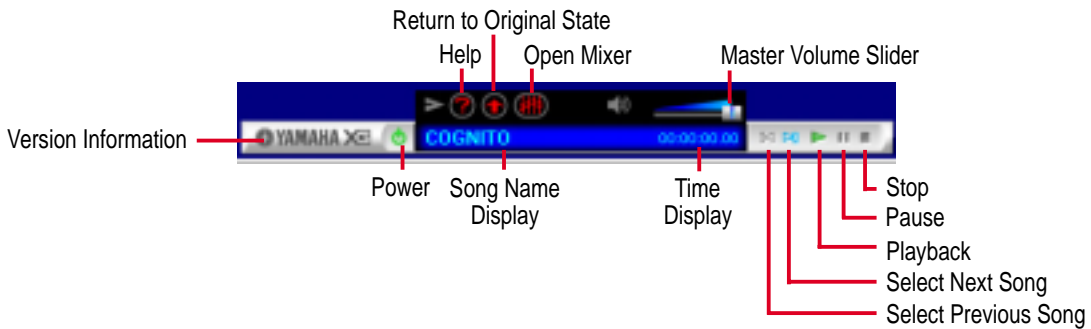 Return to Original State
Help
Open Mixer
Master Volume Slider
Version Information
YAMAHA XG
COGNITO
00:00:00.00
Power
Song Name
Display
Time
Display
Stop
Pause
Playback
Select Next Song
Select Previous Song